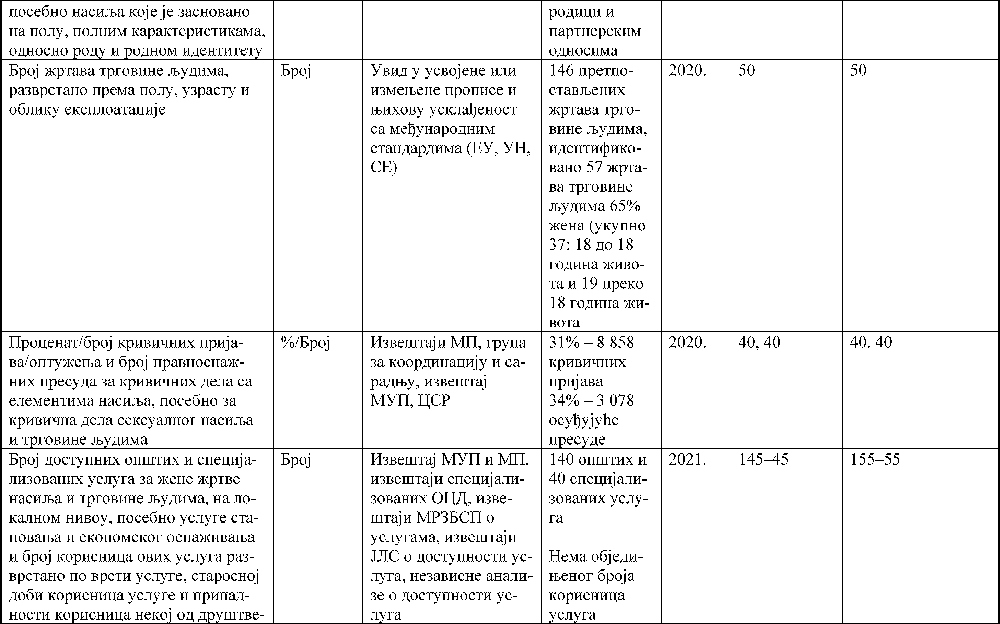 посебно насиља које је засновано
на полу, полним карактеристикама,
односно роду и родном идентитету
родици и
партнерским
односима
Број жртава трговине људима,
разврстано према полу, узрасту и
облику експлоатације
Број
Увид у усвојене или
измењене прописе и
њихову усклађеност
са међународним
стандардима (ЕУ, УН,
СЕ)
146 претпо-
стављених
жртава трго-
вине људима,
идентифико-
вано 57 жрта-
ва трговине
људима 65%
жена (укупно
37: 18 до 18
година живо-
та и 19 преко
18 година жи-
вота
2020.
50
50
Проценат/број кривичних прија-
ва/оптужења и број правноснаж-
них пресуда за кривичних дела са
елементима насиља, посебно за
кривична дела сексуалног насиља
и трговине људима
%/Број
Извештаји МП, група
за координацију и са-
радњу, извештај
МУП, ЦСР
31% – 8 858
кривичних
пријава
34% – 3 078
осуђујуће
пресуде
2020.
40, 40
40, 40
Број доступних општих и специја-
лизованих услуга за жене жртве
насиља и трговине људима, на ло-
калном нивоу, посебно услуге ста-
новања и економског оснаживања
и број корисница ових услуга раз-
врстано по врсти услуге, старосној
доби корисница услуге и припад-
ности корисница некој од друштве-
Број
Извештај МУП и МП,
извештаји специјали-
зованих ОЦД, изве-
штаји МРЗБСП о
услугама, извештаји
ЈЛС о доступности ус-
луга, независне анали-
зе о доступности ус-
луга
140 општих и
40 специјали-
зованих услу-
га
Нема обједи-
њеног броја
корисница
услуга
2021.
145–45
155–55